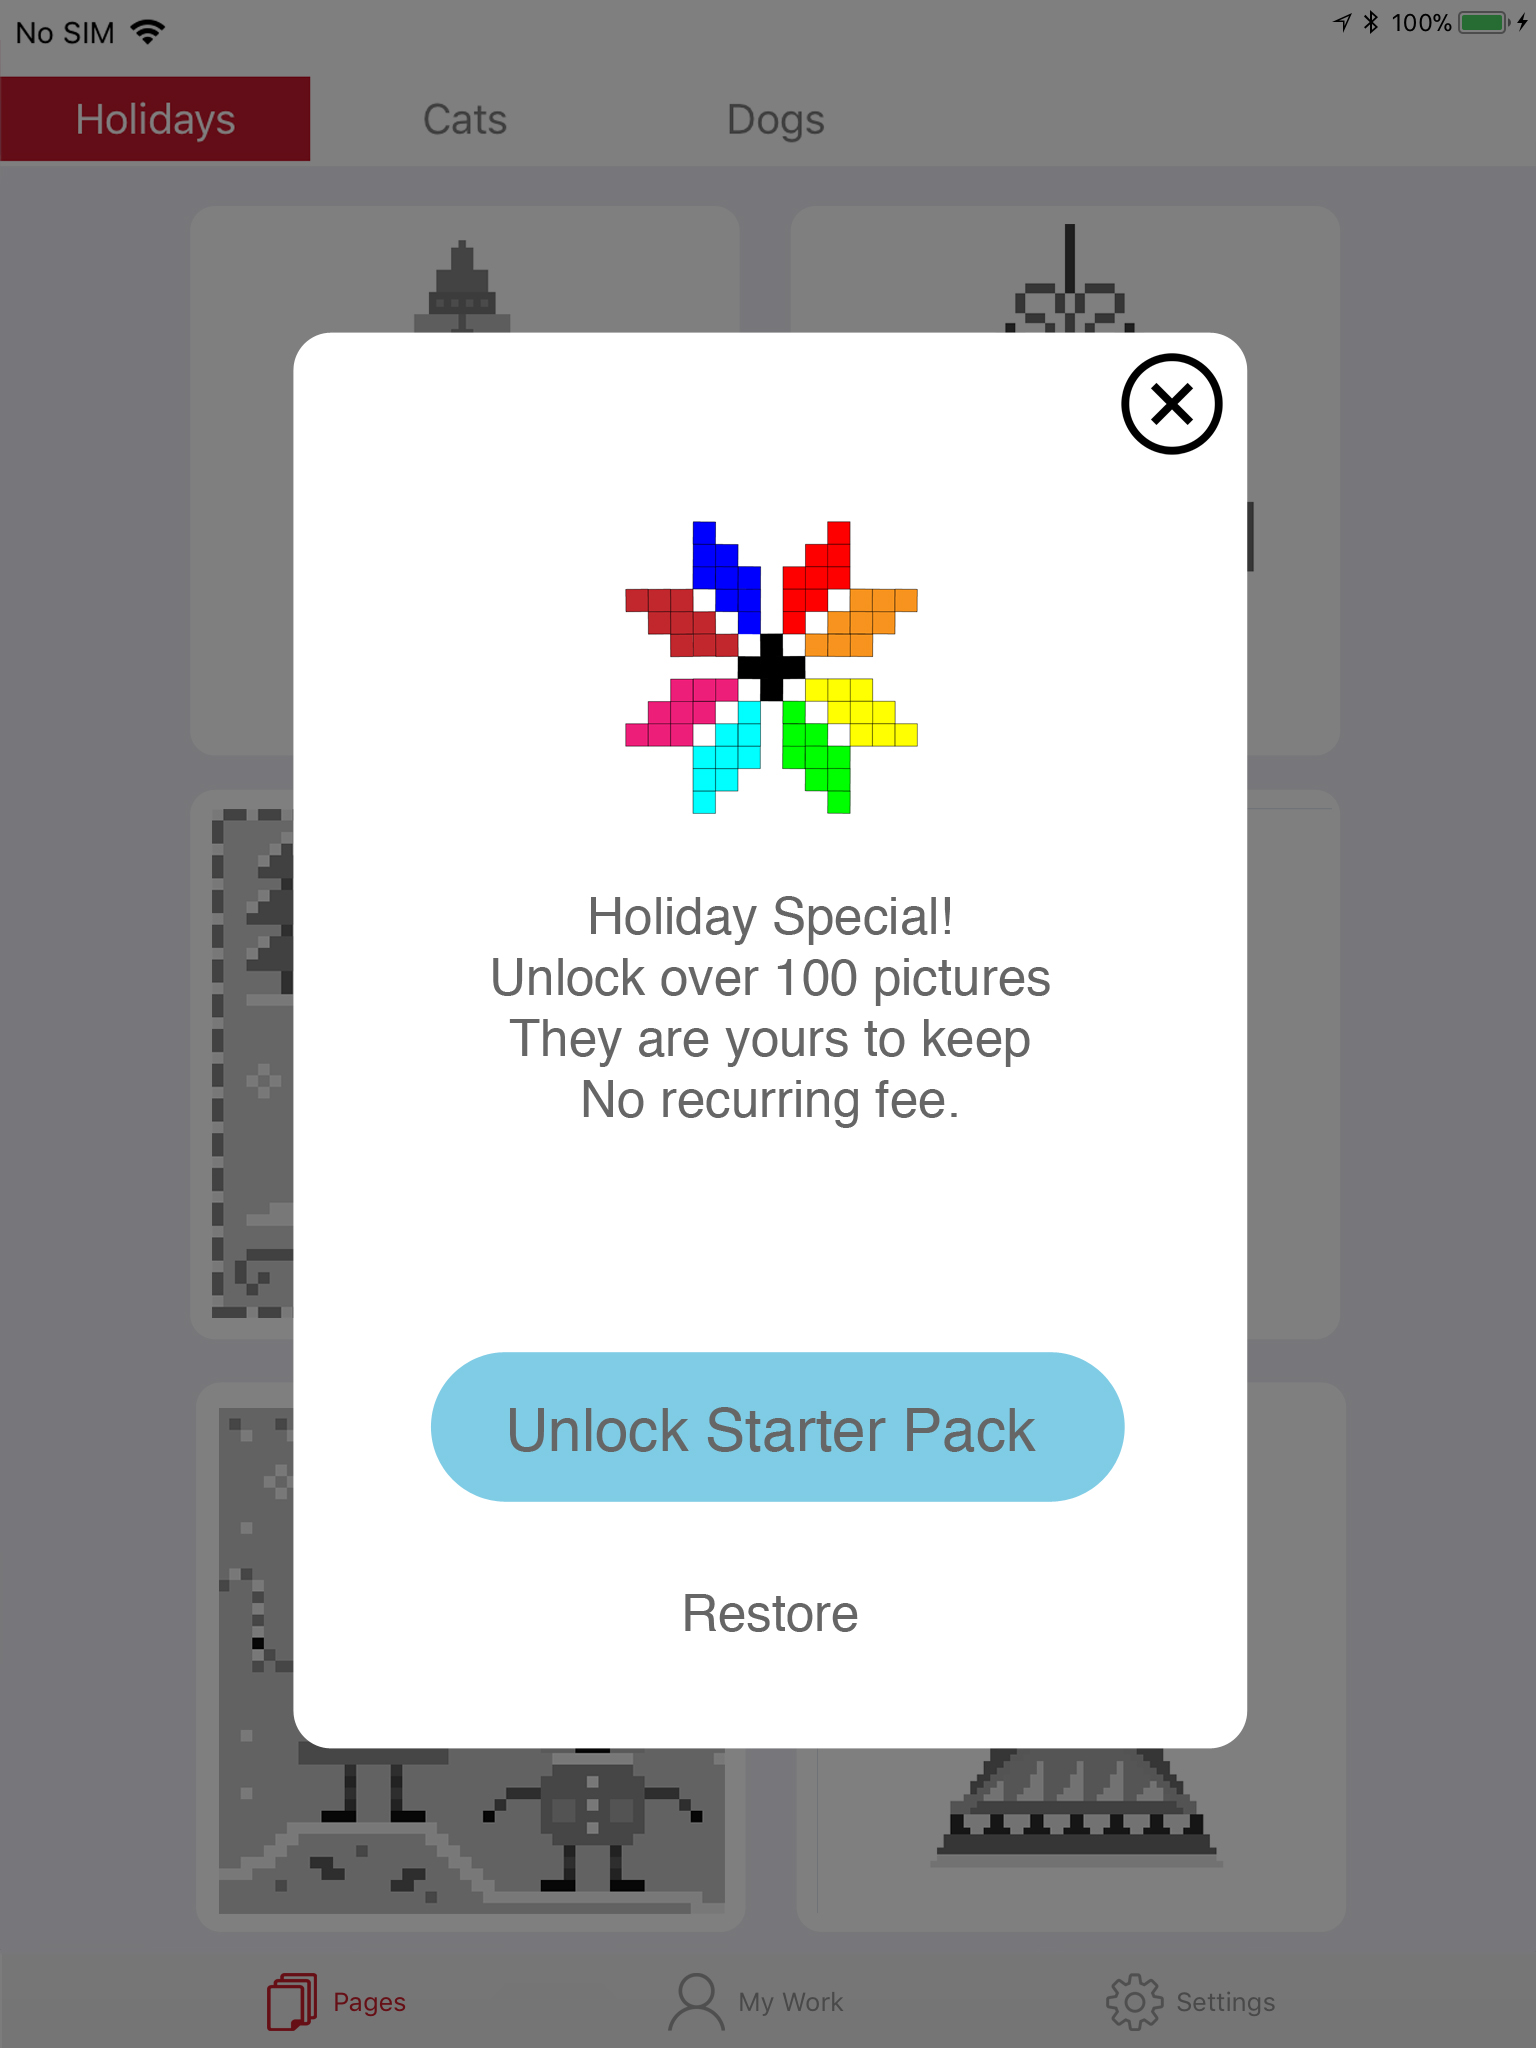 No SIM
100%
Holidays
Cats
Dogs
Holiday Special!
Unlock over 100 pictures
They are yours to keep
No recurring fee.
Unlock Starter Pack
Restore
Pages
My Work
Settings